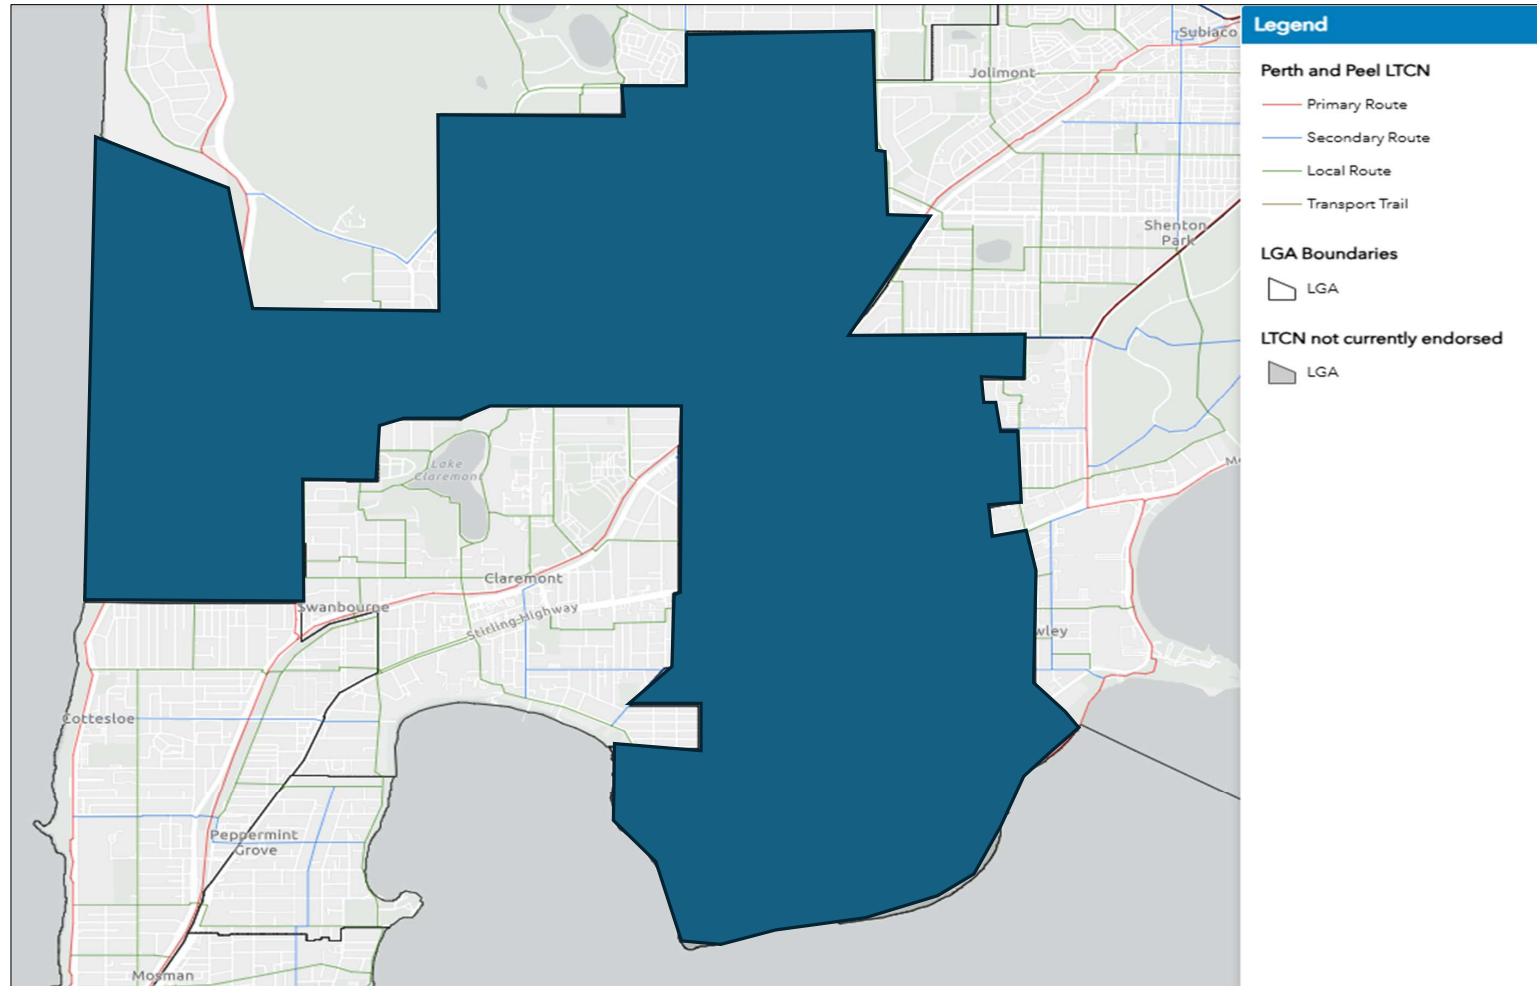 Subiaco
Jolimont
Shenton
Park
Lake
Claremont
Claremont
Swanbourne
Stirling Highway
wley
Cottesloe
Peppermint
Grove
Mosman
Legend
Perth and Peel LTCN
Primary Route
Secondary Route
Local Route
Transport Trail
LGA Boundaries
LGA
LTCN not currently endorsed
LGA